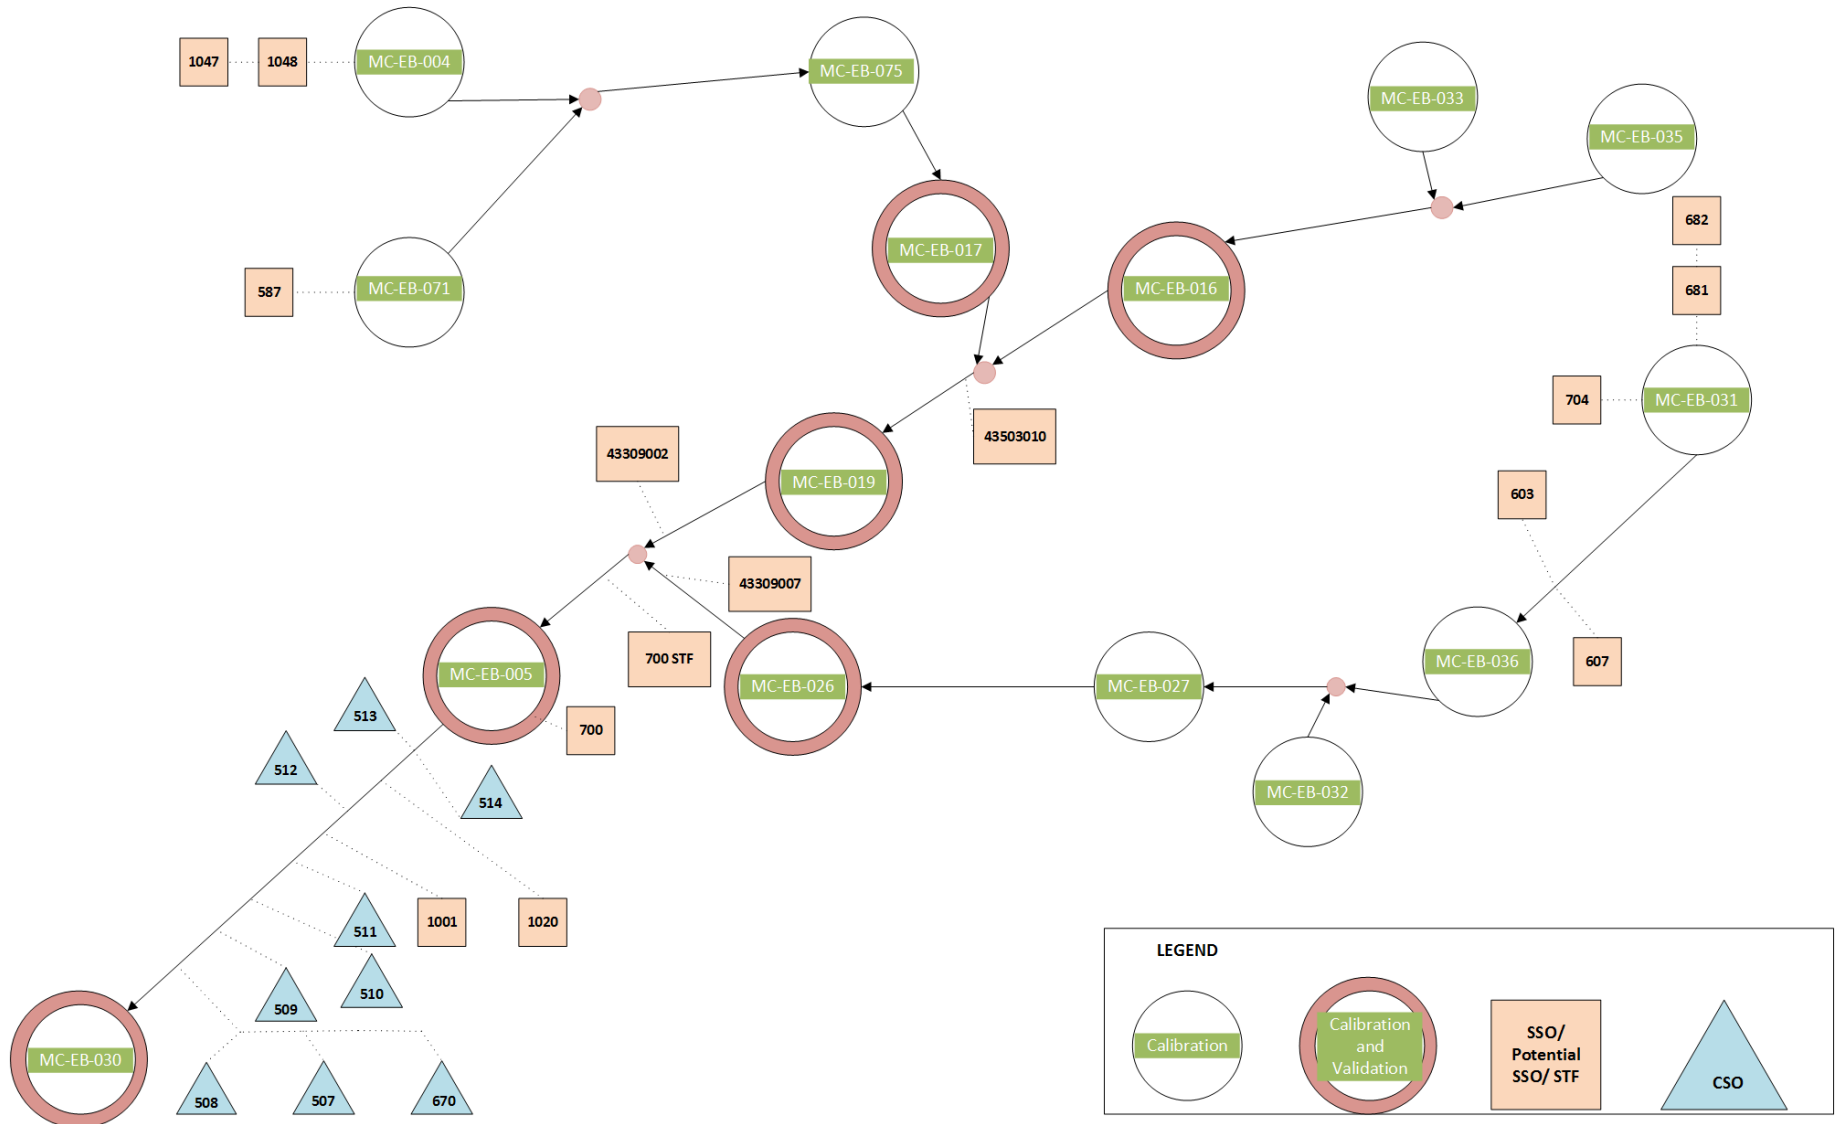 1047
1048
MC-EB-004
MC-EB-075
MC-EB-033
MC-EB-035
682
MC-EB-017
MC-EB-016
681
587
MC-EB-071
704
MC-EB-031
43503010
43309002
MC-EB-019
603
43309007
700 STF
MC-EB-005
MC-EB-026
MC-EB-027
MC-EB-036
607
513
700
512
514
MC-EB-032
511
1001
1020
510
509
MC-EB-030
508
507
670
LEGEND
Calibration
Calibration
and
Validation
SSO/
Potential
SSO/ STF
CSO